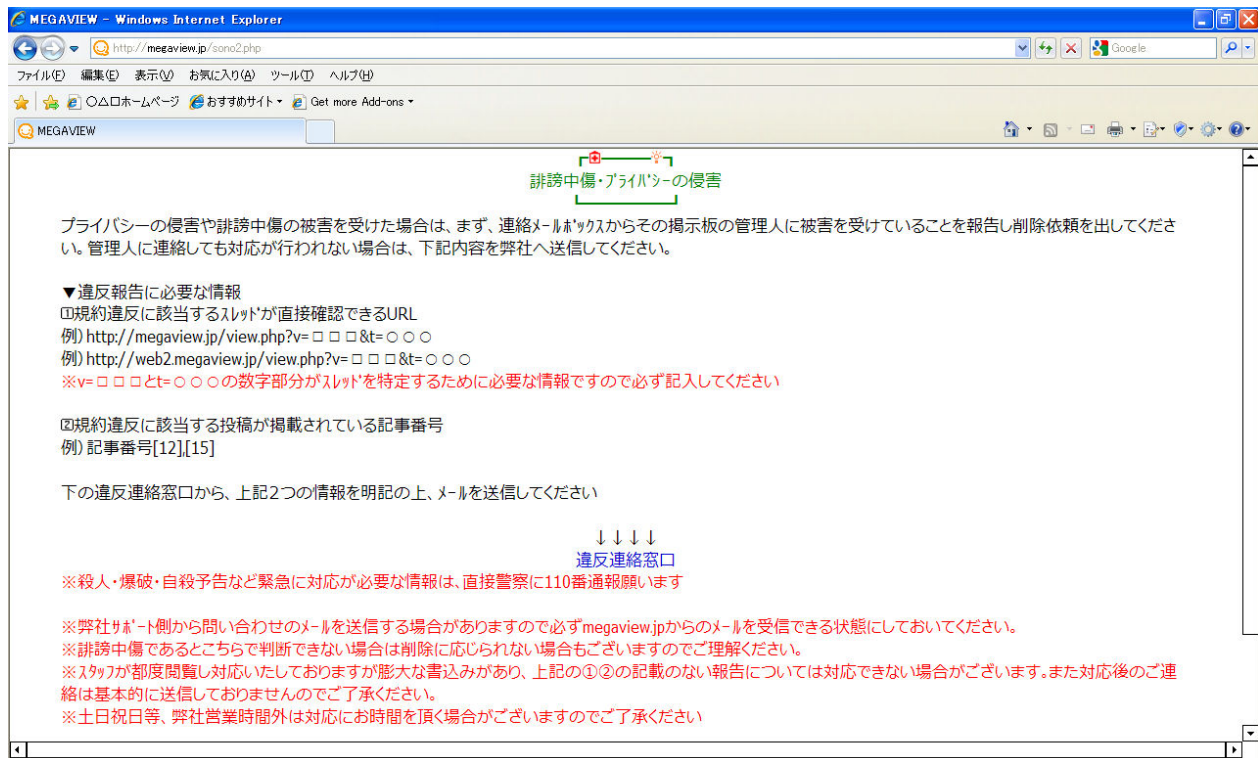 MEGAVIEW - Windows Internet Explorer
http://megaview.jp/sono2.php
Google
ファイル(F) 編集(E) 表示(V) お気に入り(A) ツール(T) ヘルプ(H)
○△□ホームページ おすすめサイト Get more Add-ons
MEGAVIEW
誹謗中傷・プライバシーの侵害
プライバシーの侵害や誹謗中傷の被害を受けた場合は、まず、連絡メールボックスからその掲示板の管理人に被害を受けていることを報告し削除依頼を出してくださ
い。管理人に連絡しても対応が行われない場合は、下記内容を弊社へ送信してください。
▼違反報告に必要な情報
1規約違反に該当するスレッドが直接確認できるURL
例) http://megaview.jp/view.php?v=□□□&t=○○○
例) http://web2.megaview.jp/view.php?v=□□□&t=○○○
※v=□□□とt=○○○の数字部分がスレッドを特定するために必要な情報ですので必ず記入してください
2規約違反に該当する投稿が掲載されている記事番号
例) 記事番号[12],[15]
下の違反連絡窓口から、上記2つの情報を明記の上、メールを送信してください
↓↓↓↓
違反連絡窓口
※殺人・爆破・自殺予告など緊急に対応が必要な情報は、直接警察に110番通報願います
※弊社サポート側から問い合わせのメールを送信する場合がありますので必ずmegaview.jpからのメールを受信できる状態にしておいてください。
※誹謗中傷であるとこちらで判断できない場合は削除に応じられない場合もございますのでご理解ください。
※スタッフが都度閲覧し対応いたしておりますが膨大な書込みがあり、上記の①②の記載のない報告については対応できない場合がございます。また対応後のご連
絡は基本的に送信しておりませんのでご了承ください。
※土日祝日等、弊社営業時間外は対応にお時間を頂く場合がございますのでご了承ください